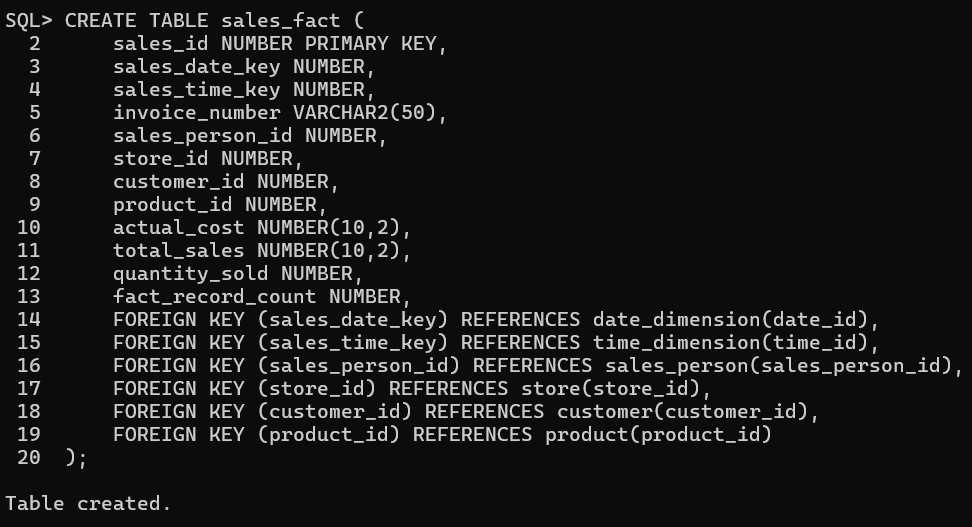 SQL> CREATE TABLE sales_fact (
  2      sales_id NUMBER PRIMARY KEY,
  3      sales_date_key NUMBER,
  4      sales_time_key NUMBER,
  5      invoice_number VARCHAR2(50),
  6      sales_person_id NUMBER,
  7      store_id NUMBER,
  8      customer_id NUMBER,
  9      product_id NUMBER,
 10      actual_cost NUMBER(10,2),
 11      total_sales NUMBER(10,2),
 12      quantity_sold NUMBER,
 13      fact_record_count NUMBER,
 14      FOREIGN KEY (sales_date_key) REFERENCES date_dimension(date_id),
 15      FOREIGN KEY (sales_time_key) REFERENCES time_dimension(time_id),
 16      FOREIGN KEY (sales_person_id) REFERENCES sales_person(sales_person_id),
 17      FOREIGN KEY (store_id) REFERENCES store(store_id),
 18      FOREIGN KEY (customer_id) REFERENCES customer(customer_id),
 19      FOREIGN KEY (product_id) REFERENCES product(product_id)
 20  );
Table created.